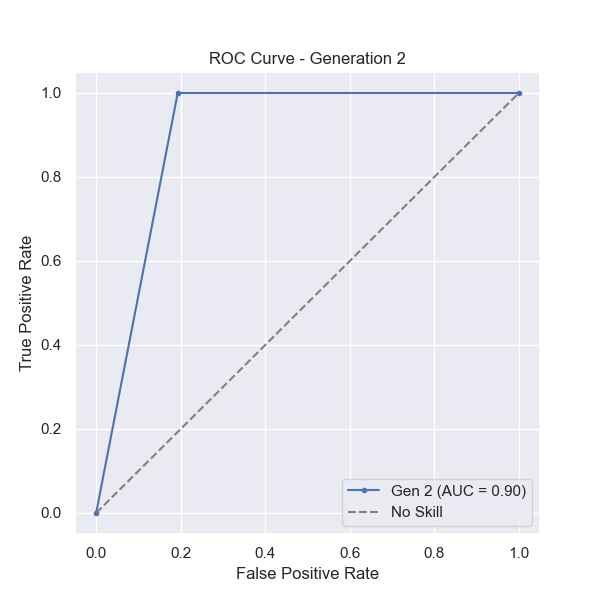 ROC Curve - Generation 2
1.0
0.8
0.6
0.4
0.2
0.0
True Positive Rate
Gen 2 (AUC = 0.90)
No Skill
0.0 0.2 0.4 0.6 0.8 1.0
False Positive Rate